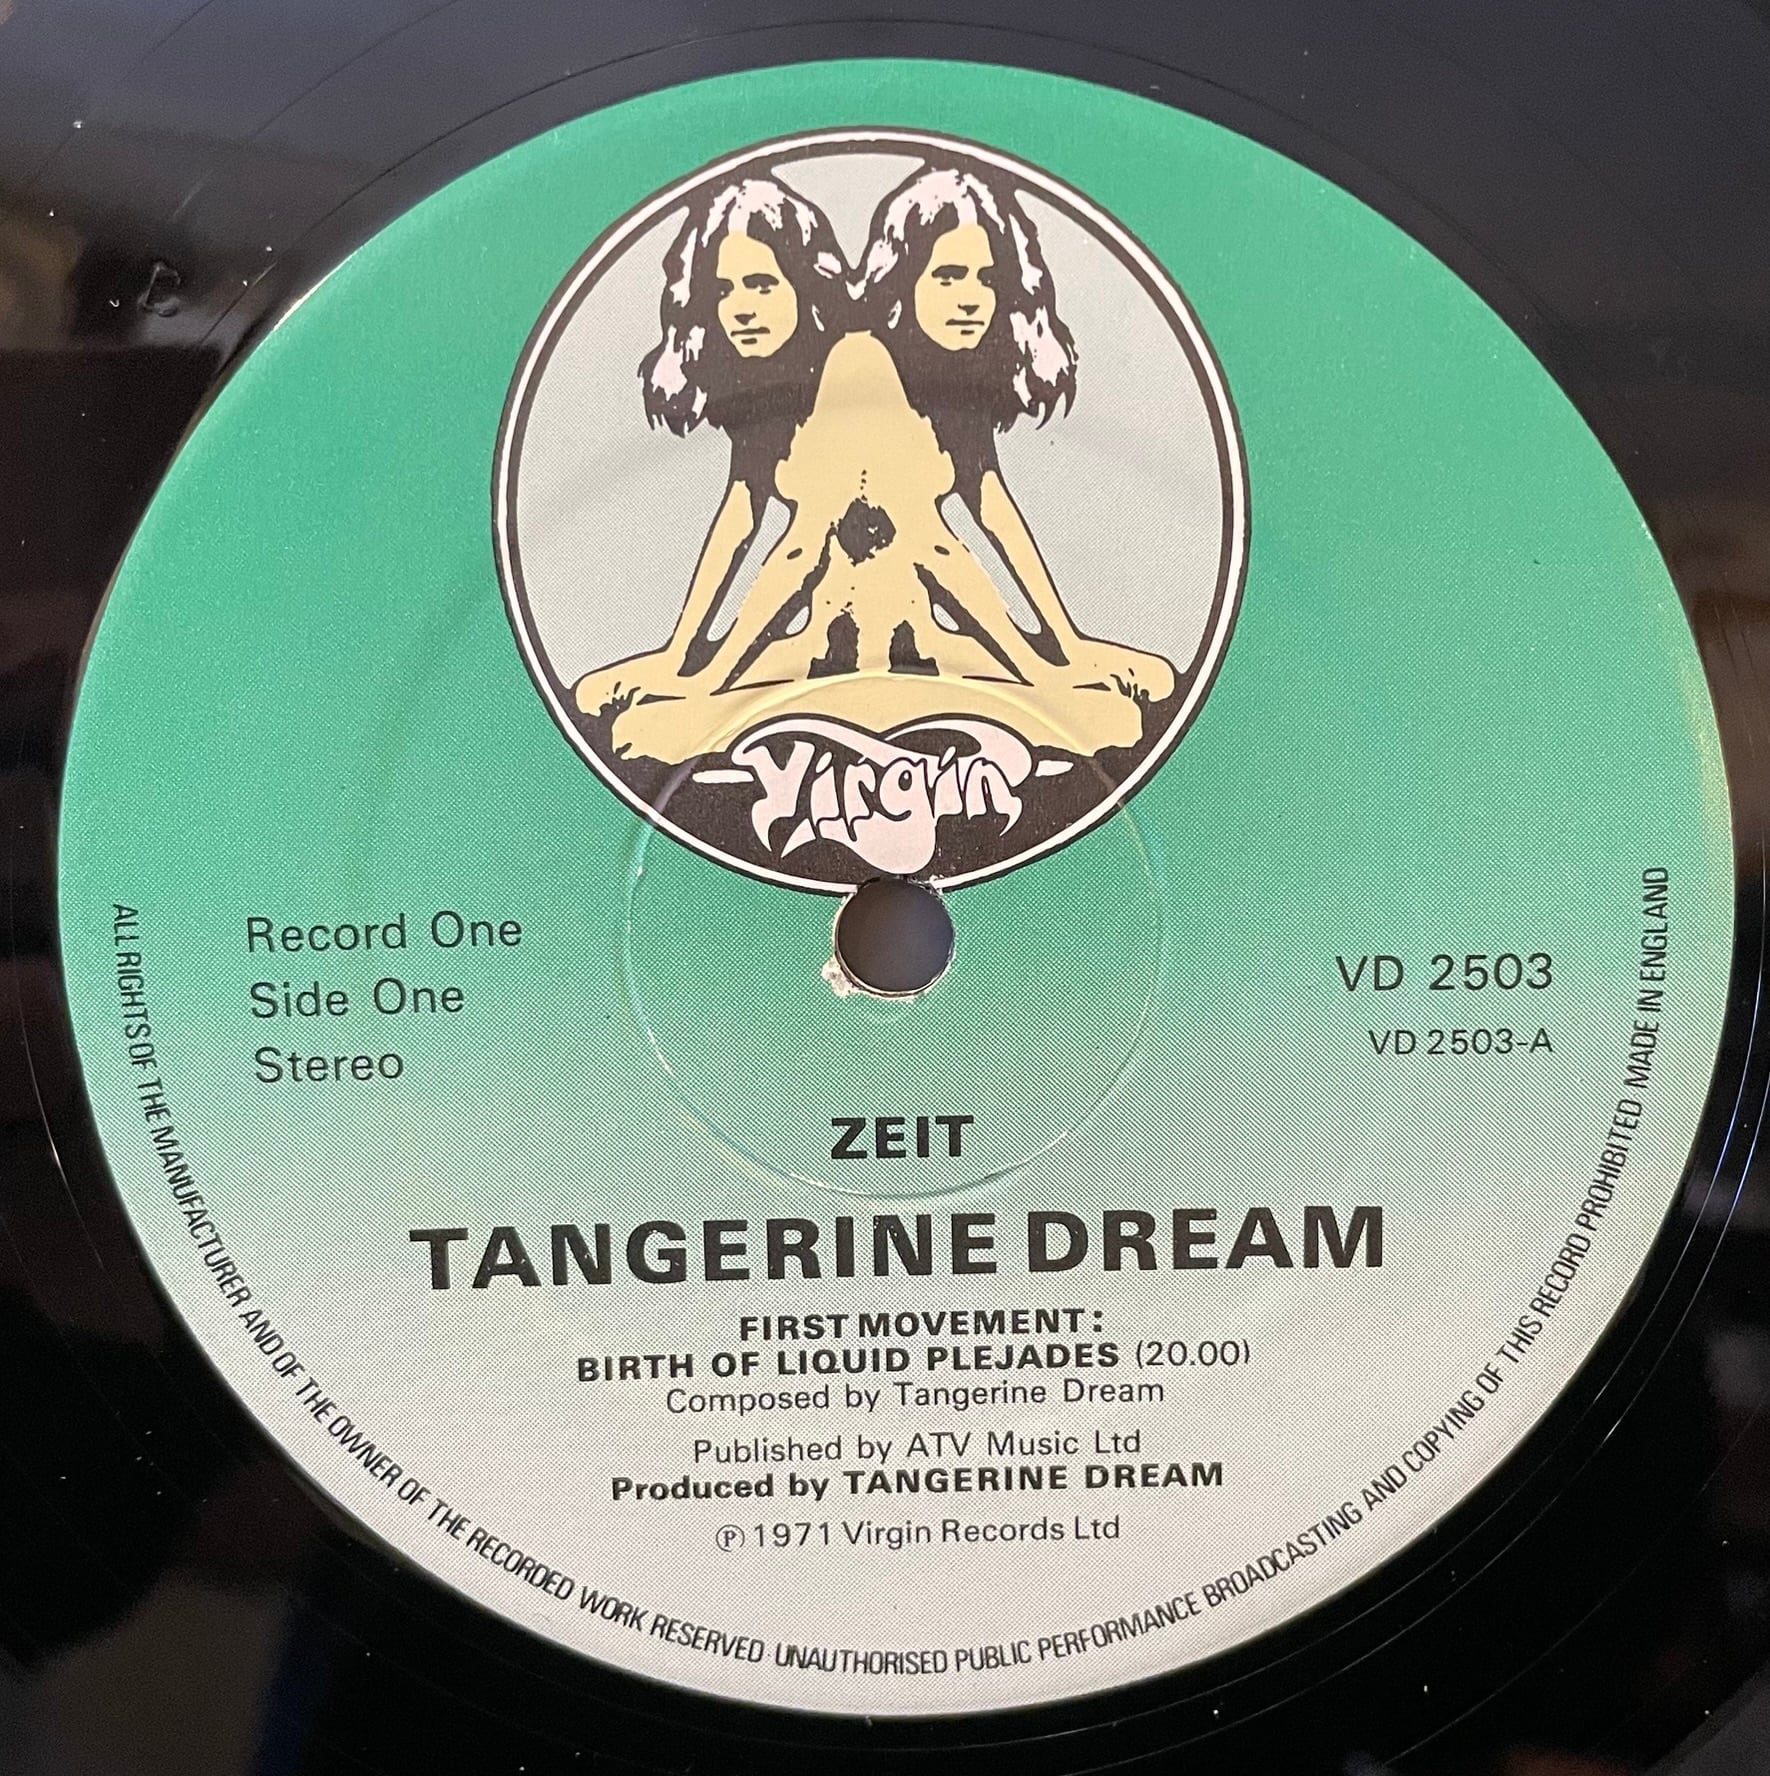 Virgin
Record One
Side One
Stereo
VD 2503
VD 2503-A
ZEIT
TANGERINE DREAM
FIRST MOVEMENT:
BIRTH OF LIQUID PLEJADES (20.00)
Composed by Tangerine Dream
Published by ATV Music Ltd
Produced by TANGERINE DREAM
℗ 1971 Virgin Records Ltd
ALL RIGHTS OF THE MANUFACTURER AND OF THE OWNER OF THE RECORDED WORK RESERVED UNAUTHORISED PUBLIC PERFORMANCE BROADCASTING AND COPYING OF THIS RECORD PROHIBITED MADE IN ENGLAND